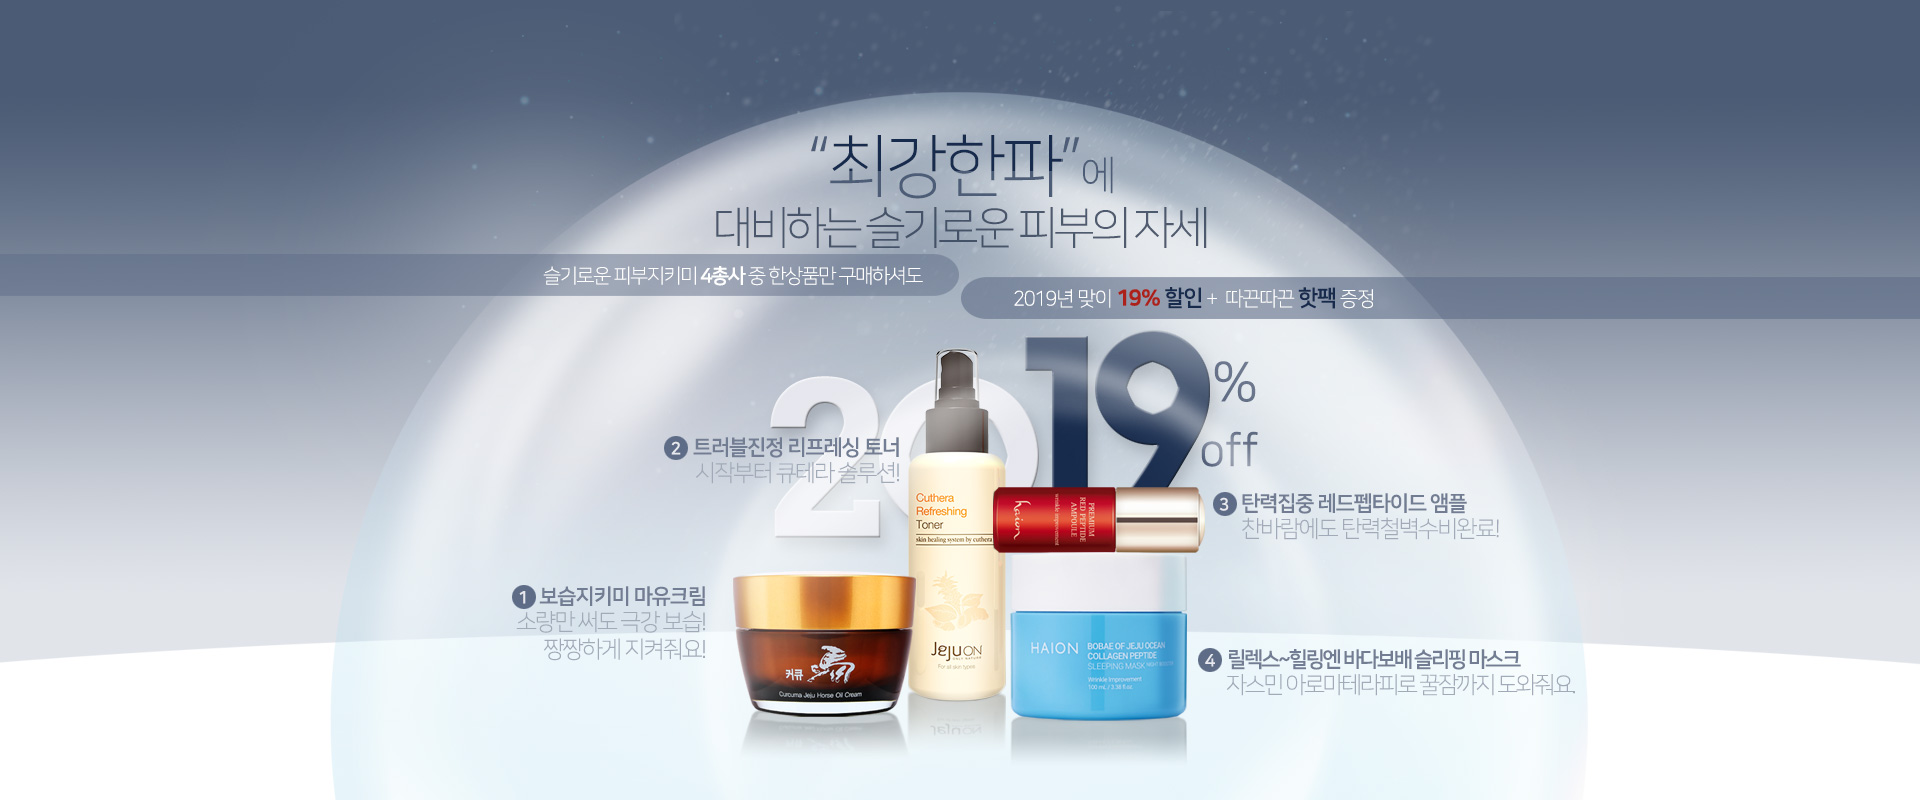 “최강한파”에
대비하는 슬기로운 피부의 자세
슬기로운 피부지키미 4총사 중 한상품만 구매하셔도
2019년 맞이 19% 할인 + 따끈따끈 핫팩 증정
2019%
off
2 트러블진정 리프레싱 토너
시작부터 큐테라 솔루션!
3 탄력집중 레드펩타이드 앰플
찬바람에도 탄력철벽수비완료!
1 보습지키미 마유크림
소량만 써도 극강 보습!
짱짱하게 지켜줘요!
4 릴렉스~힐링엔 바다보배 슬리핑 마스크
자스민 아로마테라피로 꿀잠까지 도와줘요.
Cuthera
Refreshing
Toner
skin healing system by cuthera
JejuON
ONLY NATURE
For all skin types
haion
PREMIUM
RED PEPTIDE
AMPOULE
wrinkle improvement
커큐
Curcuma Jeju Horse Oil Cream
HAION
BOBAE OF JEJU OCEAN
COLLAGEN PEPTIDE
SLEEPING MASK
Wrinkle Improvement
100 mL / 3.38 fl oz.